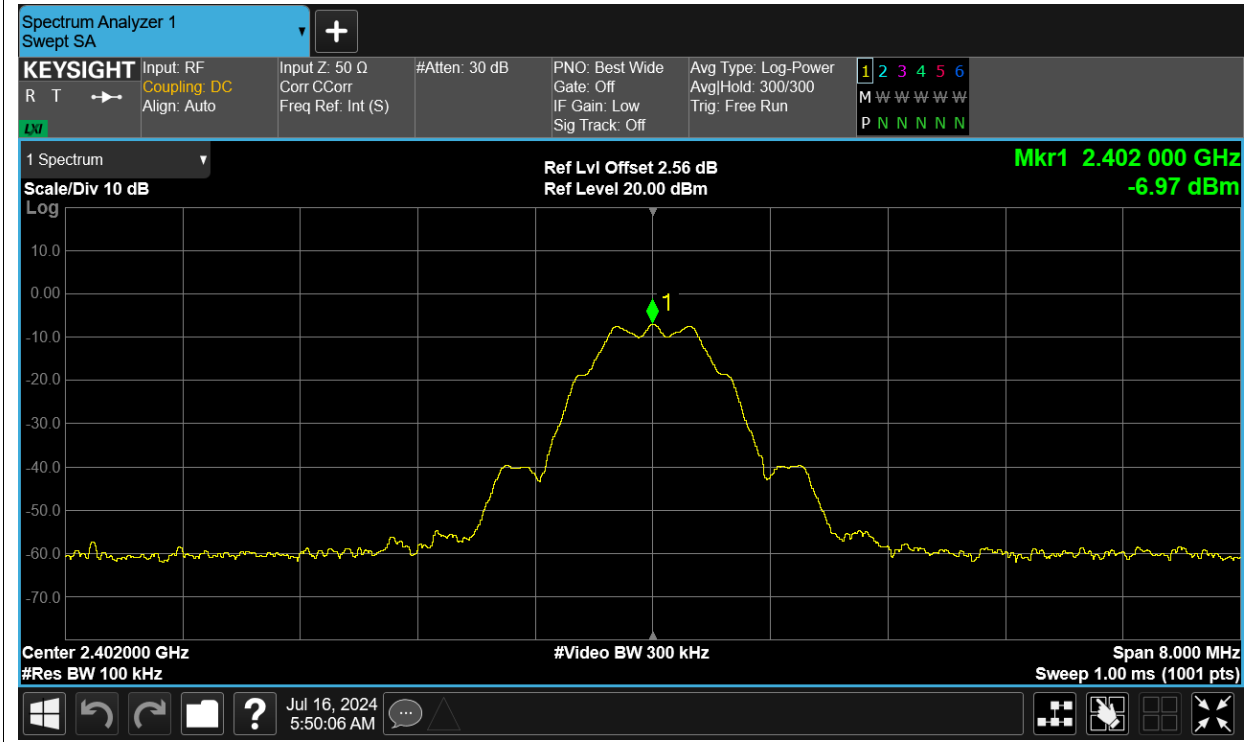 Spectrum Analyzer 1
Swept SA
+
KEYSIGHT
R T
LXI
Input: RF
Coupling: DC
Align: Auto
Input Z: 50 Ω
Corr CCorr
Freq Ref: Int (S)
#Atten: 30 dB
PNO: Best Wide
Gate: Off
IF Gain: Low
Sig Track: Off
Avg Type: Log-Power
Avg|Hold: 300/300
Trig: Free Run
1 2 3 4 5 6
M W W W W W
P N N N N N
1 Spectrum
Scale/Div 10 dB
Log
Ref Lvl Offset 2.56 dB
Ref Level 20.00 dBm
Mkr1 2.402 000 GHz
-6.97 dBm
1
10.0
0.00
-10.0
-20.0
-30.0
-40.0
-50.0
-60.0
-70.0
Center 2.402000 GHz
#Res BW 100 kHz
#Video BW 300 kHz
Span 8.000 MHz
Sweep 1.00 ms (1001 pts)
?
Jul 16, 2024
5:50:06 AM